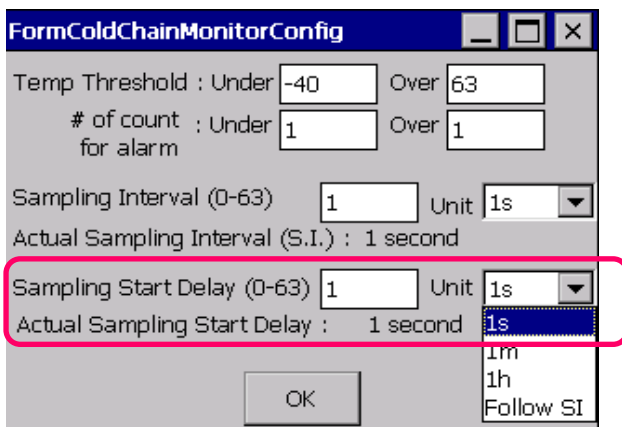 FormColdChainMonitorConfig
Temp Threshold : Under -40 Over 63
# of count for alarm : Under 1 Over 1
Sampling Interval (0-63) 1 Unit 1s
Actual Sampling Interval (S.I.) : 1 second
Sampling Start Delay (0-63) 1 Unit 1s
Actual Sampling Start Delay : 1 second 1s
1m
1h
OK
Follow SI